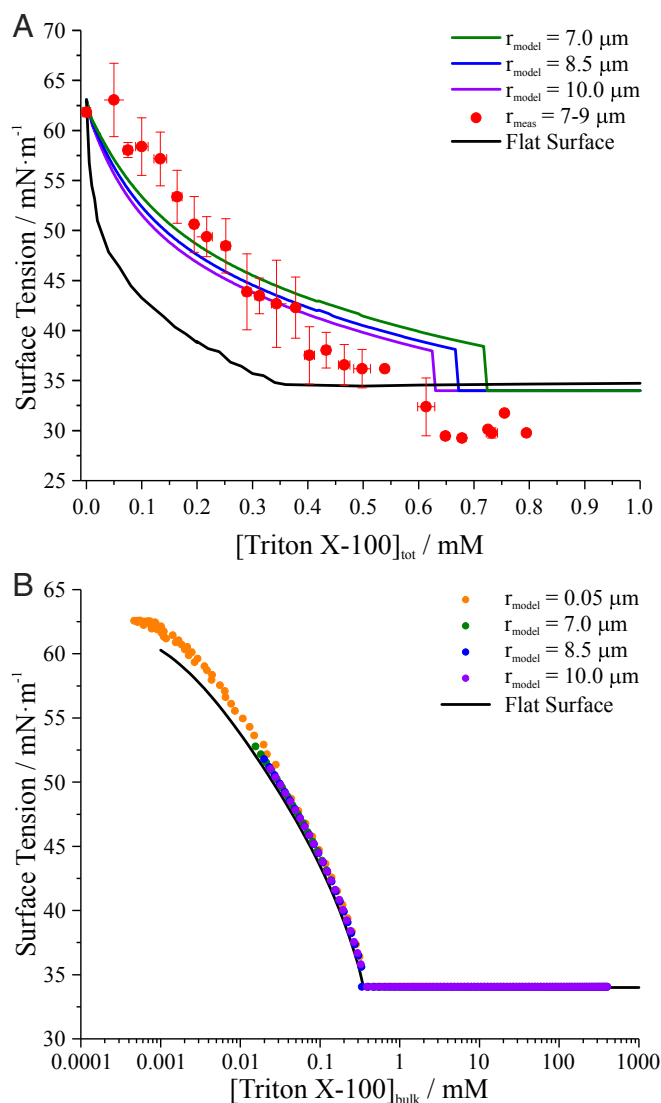 A
r_model = 7.0 μm
r_model = 8.5 μm
r_model = 10.0 μm
r_meas = 7-9 μm
Flat Surface
Surface Tension / mN·m⁻¹
70
65
60
55
50
45
40
35
30
25
0.0 0.1 0.2 0.3 0.4 0.5 0.6 0.7 0.8 0.9 1.0
[Triton X-100]tot / mM
B
r_model = 0.05 μm
r_model = 7.0 μm
r_model = 8.5 μm
r_model = 10.0 μm
Flat Surface
Surface Tension / mN·m⁻¹
65
60
55
50
45
40
35
30
0.0001 0.001 0.01 0.1 1 10 100 1000
[Triton X-100]bulk / mM